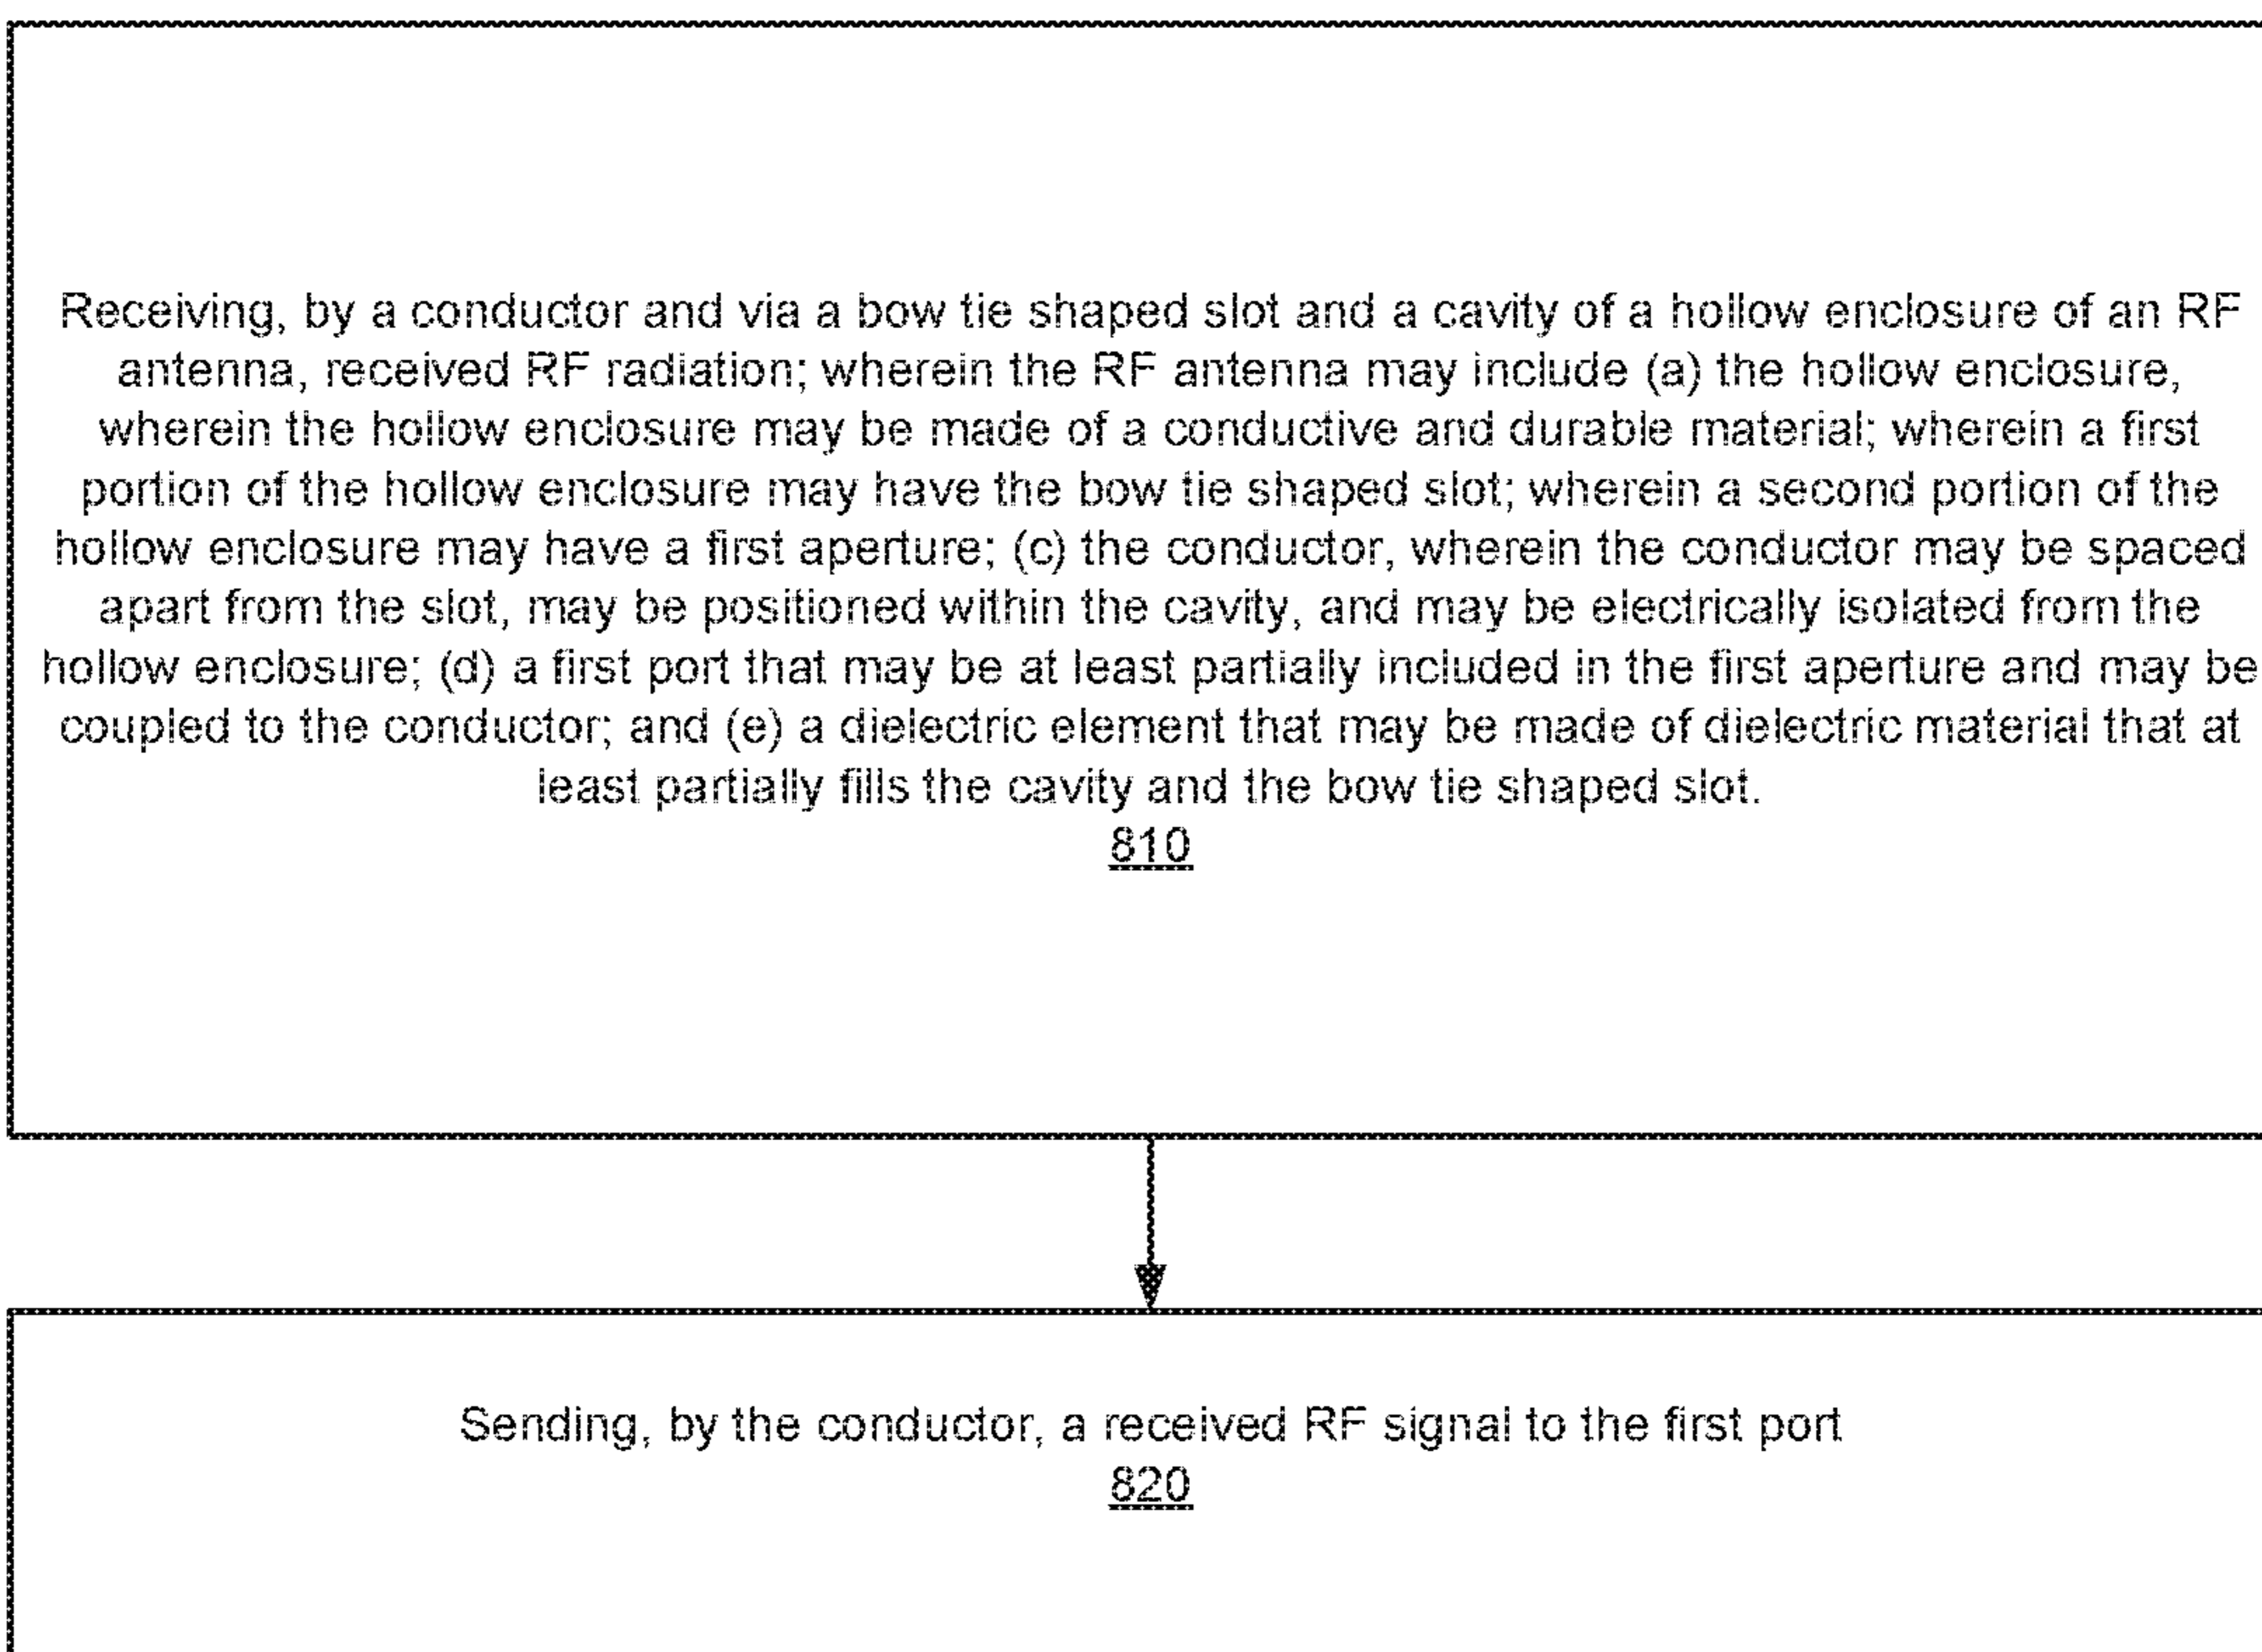 Receiving, by a conductor and via a bow tie shaped slot and a cavity of a hollow enclosure of an RF
antenna, received RF radiation; wherein the RF antenna may include (a) the hollow enclosure,
wherein the hollow enclosure may be made of a conductive and durable material; wherein a first
portion of the hollow enclosure may have the bow tie shaped slot; wherein a second portion of the
hollow enclosure may have a first aperture; (c) the conductor, wherein the conductor may be spaced
apart from the slot, may be positioned within the cavity, and may be electrically isolated from the
hollow enclosure; (d) a first port that may be at least partially included in the first aperture and may be
coupled to the conductor; and (e) a dielectric element that may be made of dielectric material that at
least partially fills the cavity and the bow tie shaped slot.
810
Sending, by the conductor, a received RF signal to the first port
820